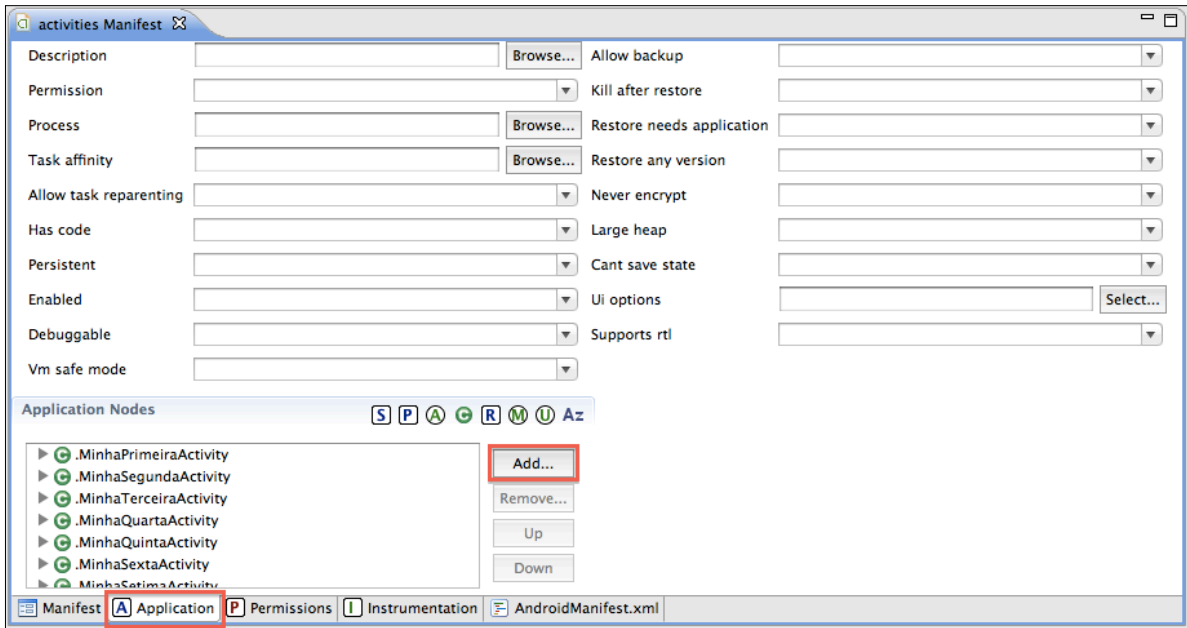 activities Manifest
Description Browse... Allow backup
Permission Kill after restore
Process Browse... Restore needs application
Task affinity Browse... Restore any version
Allow task reparenting Never encrypt
Has code Large heap
Persistent Cant save state
Enabled Ui options Select...
Debuggable Supports rtl
Vm safe mode
Application Nodes S P A C R M U Az
C .MinhaPrimeiraActivity Add...
C .MinhaSegundaActivity
C .MinhaTerceiraActivity Remove...
C .MinhaQuartaActivity Up
C .MinhaQuintaActivity
C .MinhaSextaActivity Down
C .MinhaSetimaActivity
Manifest A Application P Permissions I Instrumentation AndroidManifest.xml